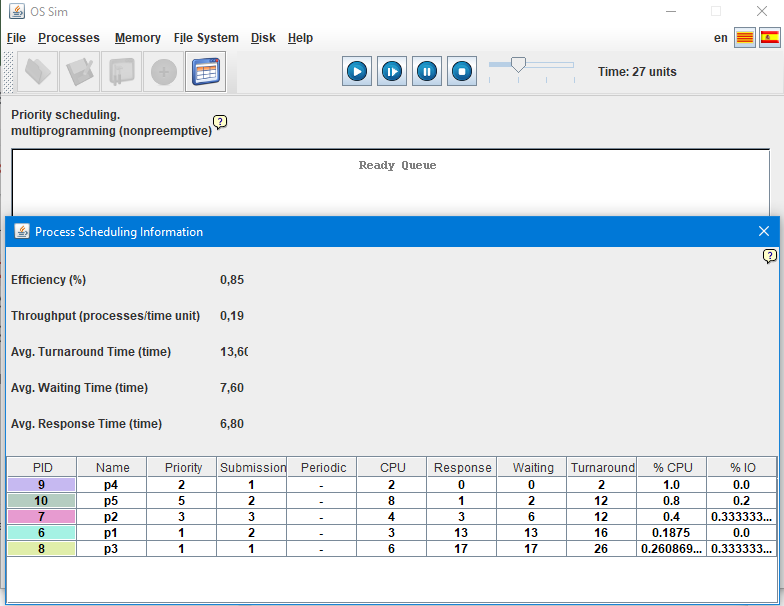 OS Sim
File Processes Memory File System Disk Help en
Time: 27 units
Priority scheduling.
multiprogramming (nonpreemptive) ?
Ready Queue
Process Scheduling Information
?
Efficiency (%) 0,85
Throughput (processes/time unit) 0,19
Avg. Turnaround Time (time) 13,60
Avg. Waiting Time (time) 7,60
Avg. Response Time (time) 6,80
PID Name Priority Submission Periodic CPU Response Waiting Turnaround % CPU % IO
9 p4 2 1 - 2 0 0 2 1.0 0.0
10 p5 5 2 - 8 1 2 12 0.8 0.2
7 p2 3 3 - 4 3 6 12 0.4 0.333333...
6 p1 1 2 - 3 13 13 16 0.1875 0.0
8 p3 1 1 - 6 17 17 26 0.260869... 0.333333...